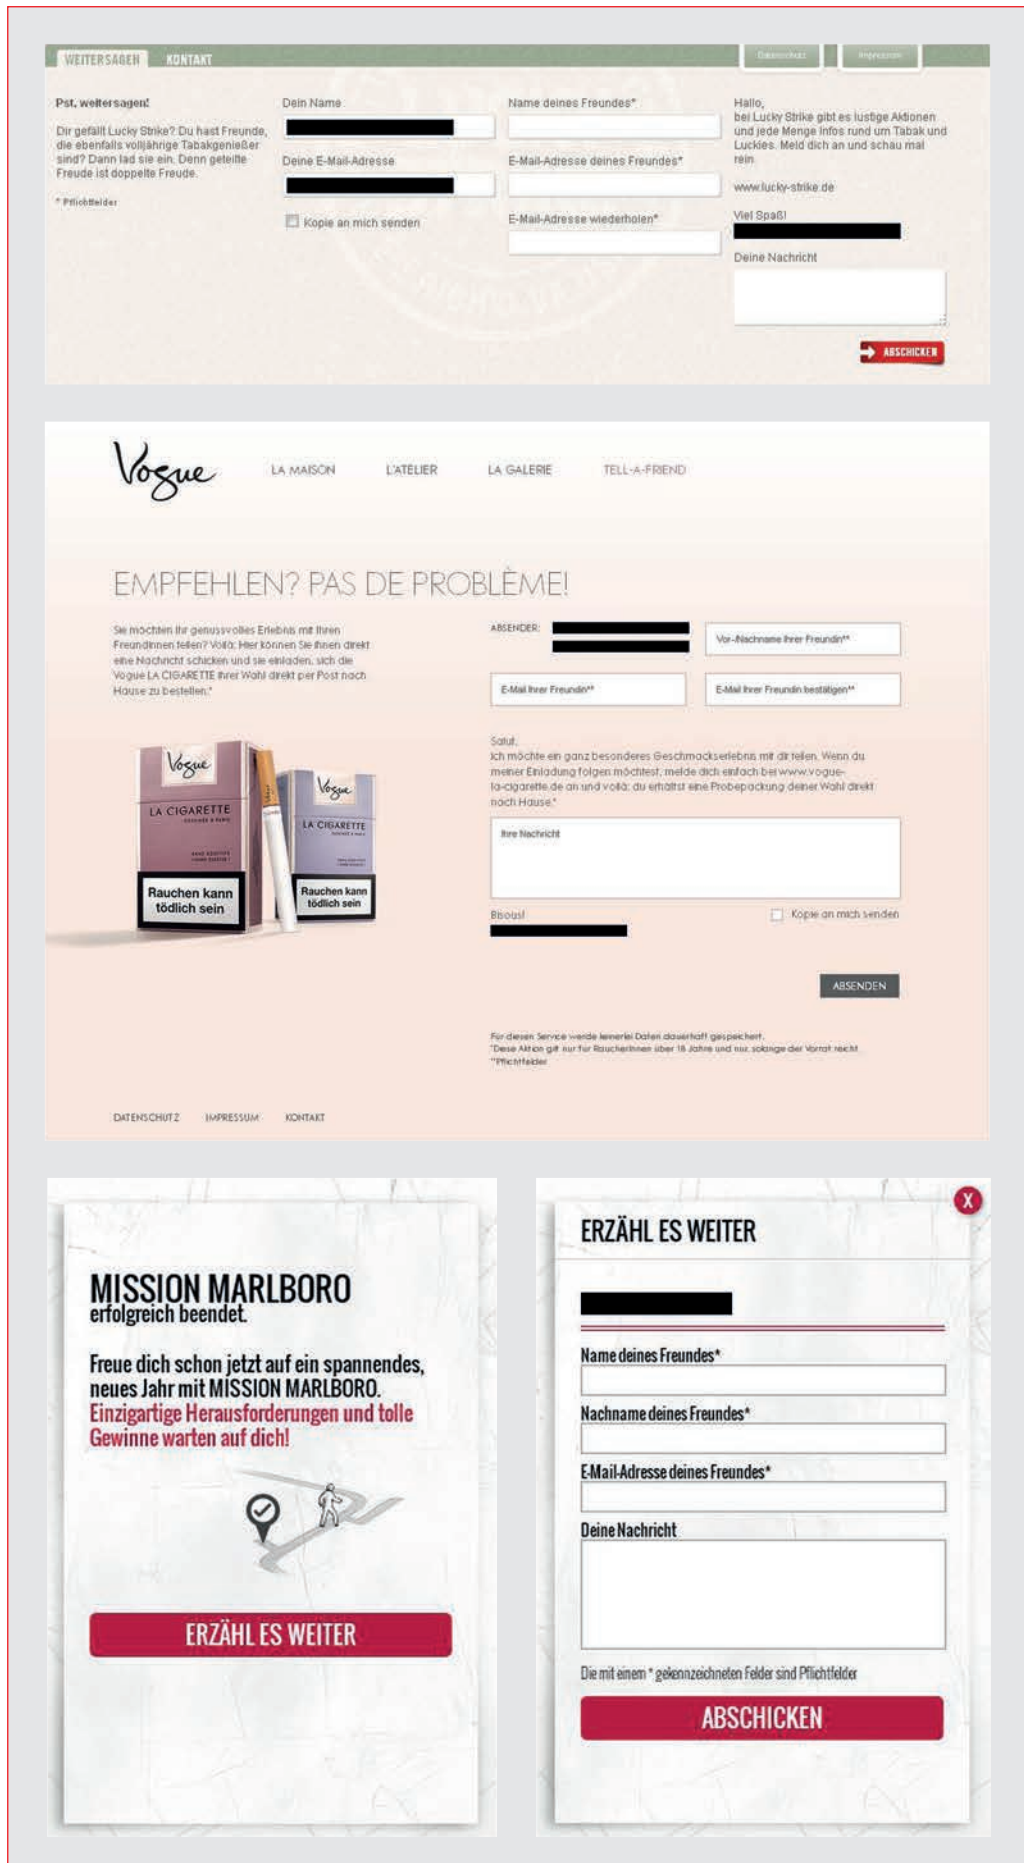 WEITERSAGEN KONTAKT Datenschutz Impressum
Pst, weitersagen!
Dir gefällt Lucky Strike? Du hast Freunde,
die ebenfalls volljährige Tabakgenießer
sind? Dann lad sie ein. Denn geteilte
Freude ist doppelte Freude.
* Pflichtfelder
Dein Name
Deine E-Mail-Adresse
Kopie an mich senden
Name deines Freundes*
E-Mail-Adresse deines Freundes*
E-Mail-Adresse wiederholen*
Hallo,
bei Lucky Strike gibt es lustige Aktionen
und jede Menge Infos rund um Tabak und
Luckies. Meld dich an und schau mal
rein.
www.lucky-strike.de
Viel Spaß!
Deine Nachricht
ABSCHICKEN
Vogue LA MAISON L'ATELIER LA GALERIE TELL-A-FRIEND
EMPFEHLEN? PAS DE PROBLÈME!
Sie möchten Ihr genussvolles Erlebnis mit Ihren
Freundinnen teilen? Voilà: Hier können Sie Ihnen direkt
eine Nachricht schicken und sie einladen, sich die
Vogue LA CIGARETTE Ihrer Wahl direkt per Post nach
Hause zu bestellen.*
ABSENDER:
Vor-/Nachname Ihrer Freundin**
E-Mail Ihrer Freundin**
E-Mail Ihrer Freundin bestätigen**
Salut,
ich möchte ein ganz besonderes Geschmackserlebnis mit dir teilen. Wenn du
meiner Einladung folgen möchtest, melde dich einfach bei www.vogue-
la-cigarette.de an und voilà: du erhältst eine Probepackung deiner Wahl direkt
nach Hause.*
Ihre Nachricht
Bisous!
Kopie an mich senden
ABSENDEN
Vogue
LA CIGARETTE
Rauchen kann
tödlich sein
Vogue
LA CIGARETTE
Rauchen kann
tödlich sein
Für diesen Service werde keinerlei Daten dauerhaft gespeichert.
*Diese Aktion gilt nur für RaucherInnen über 18 Jahre und nur solange der Vorrat reicht
**Pflichtfelder
DATENSCHUTZ IMPRESSUM KONTAKT
MISSION MARLBORO
erfolgreich beendet.
Freue dich schon jetzt auf ein spannendes,
neues Jahr mit MISSION MARLBORO.
Einzigartige Herausforderungen und tolle
Gewinne warten auf dich!
ERZÄHL ES WEITER
X
ERZÄHL ES WEITER
Name deines Freundes*
Nachname deines Freundes*
E-Mail-Adresse deines Freundes*
Deine Nachricht
Die mit einem * gekennzeichneten Felder sind Pflichtfelder
ABSCHICKEN